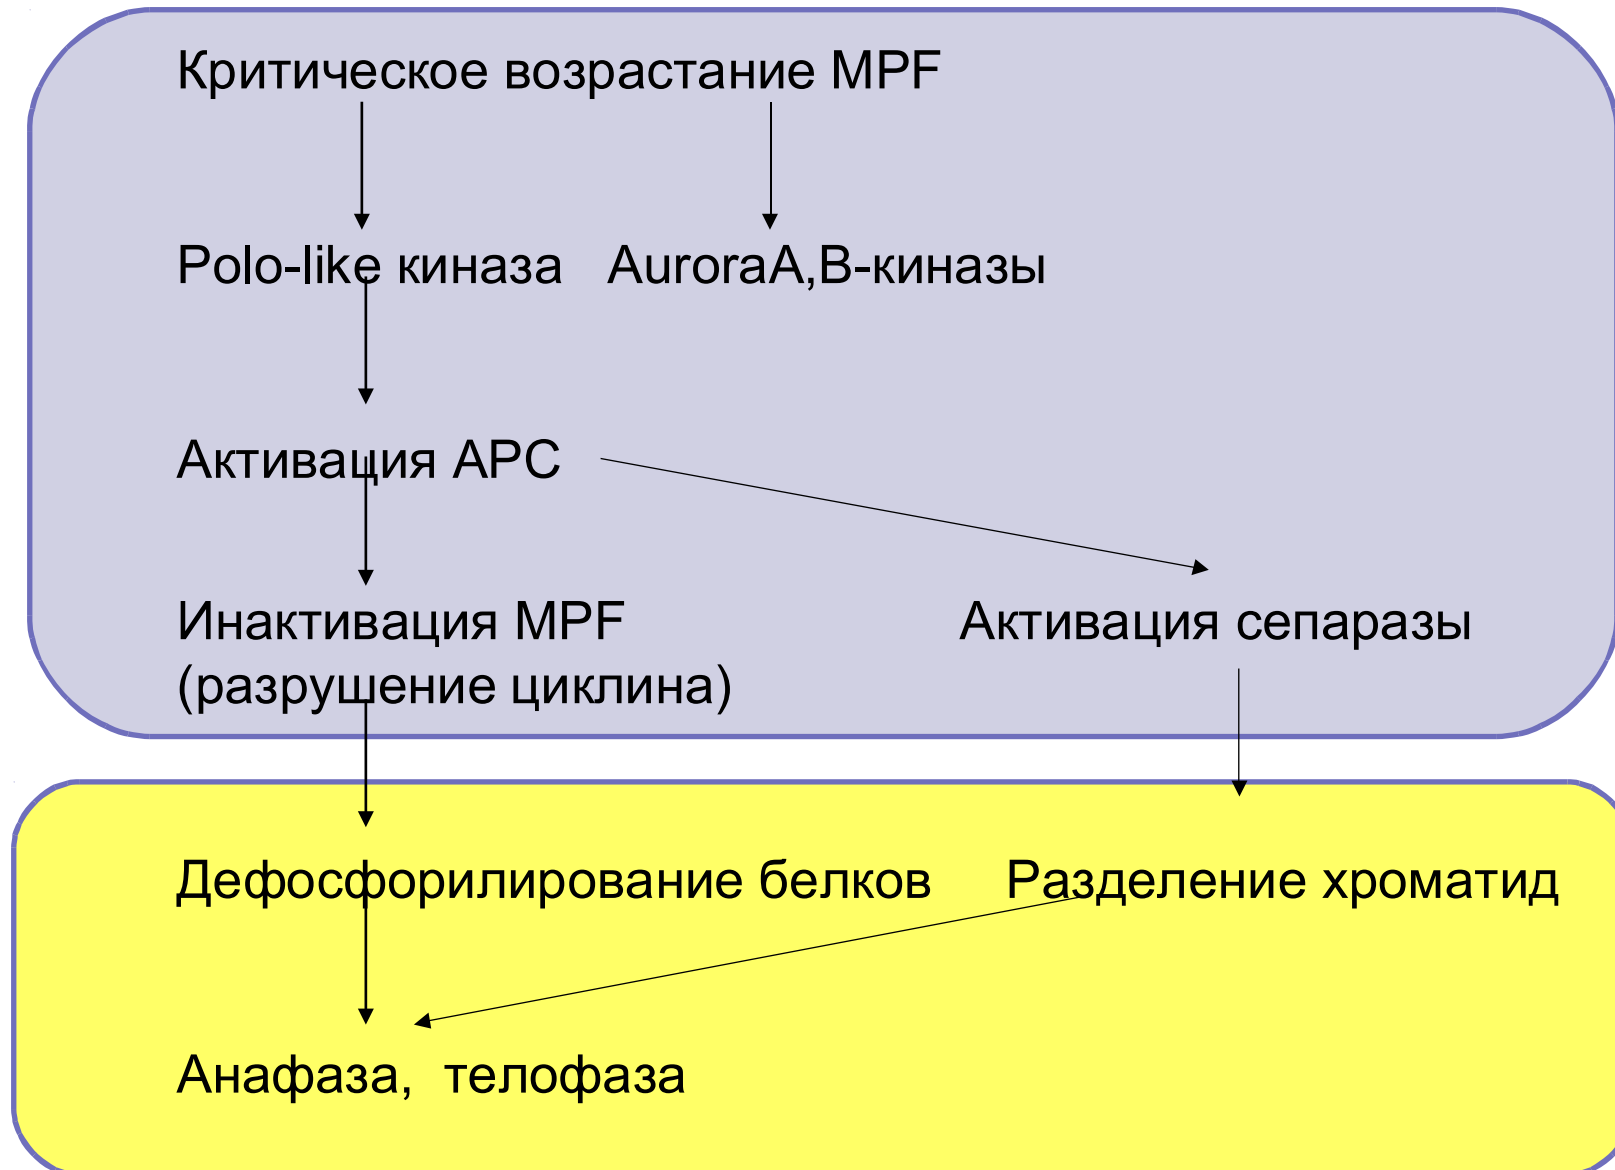 Критическое возрастание MPF
Polo-like киназа AuroraA,B-киназы
Активация APC
Инактивация MPF Активация сепаразы
(разрушение циклина)
Дефосфорилирование белков Разделение хроматид
Анафаза, телофаза